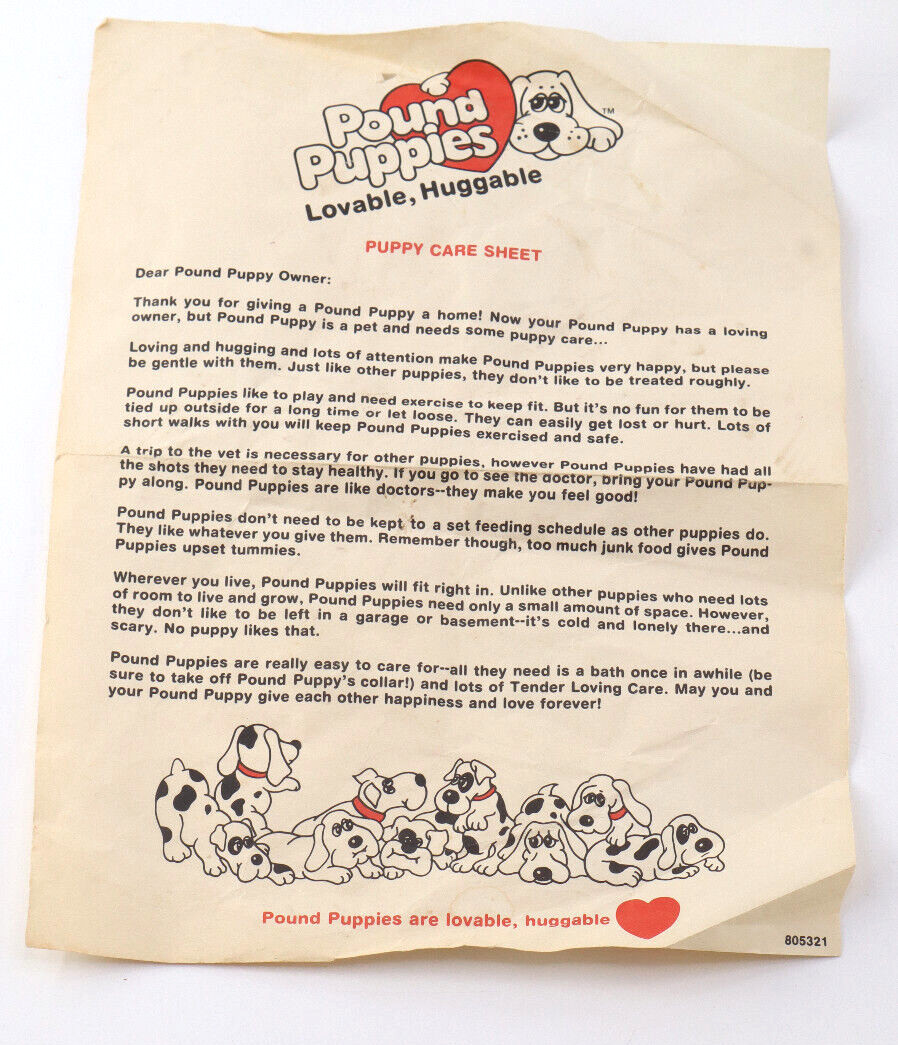 Pound
Puppies
™
Lovable, Huggable
PUPPY CARE SHEET
Dear Pound Puppy Owner:
Thank you for giving a Pound Puppy a home! Now your Pound Puppy has a loving
owner, but Pound Puppy is a pet and needs some puppy care...
Loving and hugging and lots of attention make Pound Puppies very happy, but please
be gentle with them. Just like other puppies, they don't like to be treated roughly.
Pound Puppies like to play and need exercise to keep fit. But it's no fun for them to be
tied up outside for a long time or let loose. They can easily get lost or hurt. Lots of
short walks with you will keep Pound Puppies exercised and safe.
A trip to the vet is necessary for other puppies, however Pound Puppies have had all
the shots they need to stay healthy. If you go to see the doctor, bring your Pound Pup-
py along. Pound Puppies are like doctors--they make you feel good!
Pound Puppies don't need to be kept to a set feeding schedule as other puppies do.
They like whatever you give them. Remember though, too much junk food gives Pound
Puppies upset tummies.
Wherever you live, Pound Puppies will fit right in. Unlike other puppies who need lots
of room to live and grow, Pound Puppies need only a small amount of space. However,
they don't like to be left in a garage or basement--it's cold and lonely there...and
scary. No puppy likes that.
Pound Puppies are really easy to care for--all they need is a bath once in awhile (be
sure to take off Pound Puppy's collar!) and lots of Tender Loving Care. May you and
your Pound Puppy give each other happiness and love forever!
Pound Puppies are lovable, huggable
805321